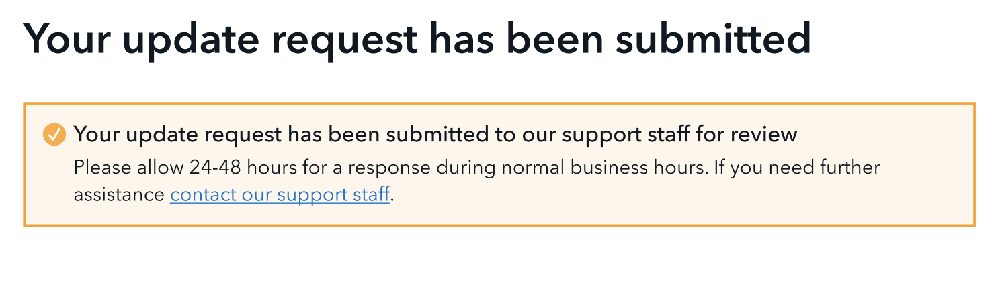 Your update request has been submitted
Your update request has been submitted to our support staff for review
Please allow 24-48 hours for a response during normal business hours. If you need further
assistance contact our support staff.